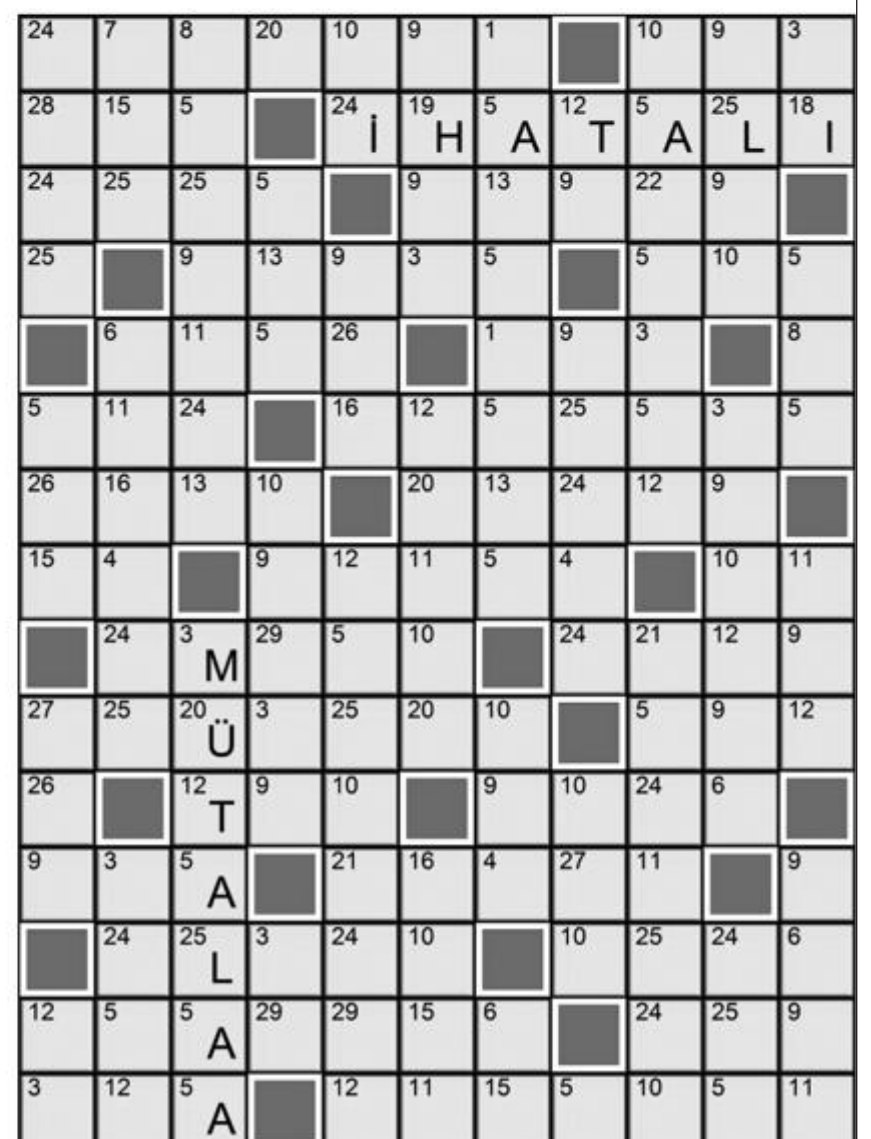 24 7 8 20 10 9 1 10 9 3
28 15 5 24 İ 19 H 5 A 12 T 5 A 25 L 18 I
24 25 25 5 9 13 9 22 9
25 9 13 9 3 5 5 10 5
6 11 5 26 1 9 3 8
5 11 24 16 12 5 25 5 3 5
26 16 13 10 20 13 24 12 9
15 4 9 12 11 5 4 10 11
24 3 M 29 5 10 24 21 12 9
27 25 20 Ü 3 25 20 10 5 9 12
26 12 T 9 10 9 10 24 6
9 3 5 A 21 16 4 27 11 9
24 25 L 3 24 10 10 25 24 6
12 5 5 A 29 29 15 6 24 25 9
3 12 5 A 12 11 15 5 10 5 11